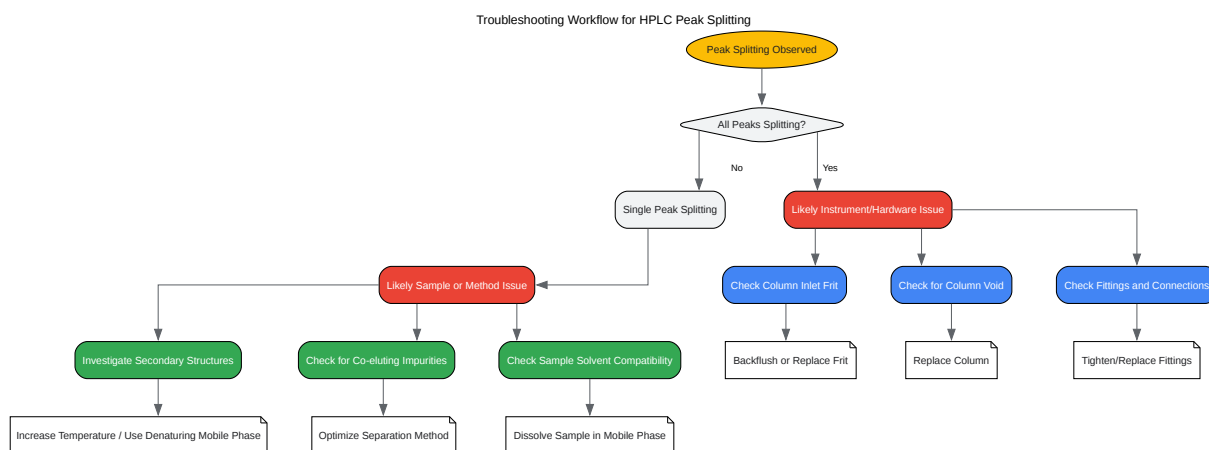 Troubleshooting Workflow for HPLC Peak Splitting
Peak Splitting Observed
All Peaks Splitting?
No
Yes
Single Peak Splitting
Likely Instrument/Hardware Issue
Likely Sample or Method Issue
Check Column Inlet Frit
Check for Column Void
Check Fittings and Connections
Investigate Secondary Structures
Check for Co-eluting Impurities
Check Sample Solvent Compatibility
Backflush or Replace Frit
Replace Column
Tighten/Replace Fittings
Increase Temperature / Use Denaturing Mobile Phase
Optimize Separation Method
Dissolve Sample in Mobile Phase